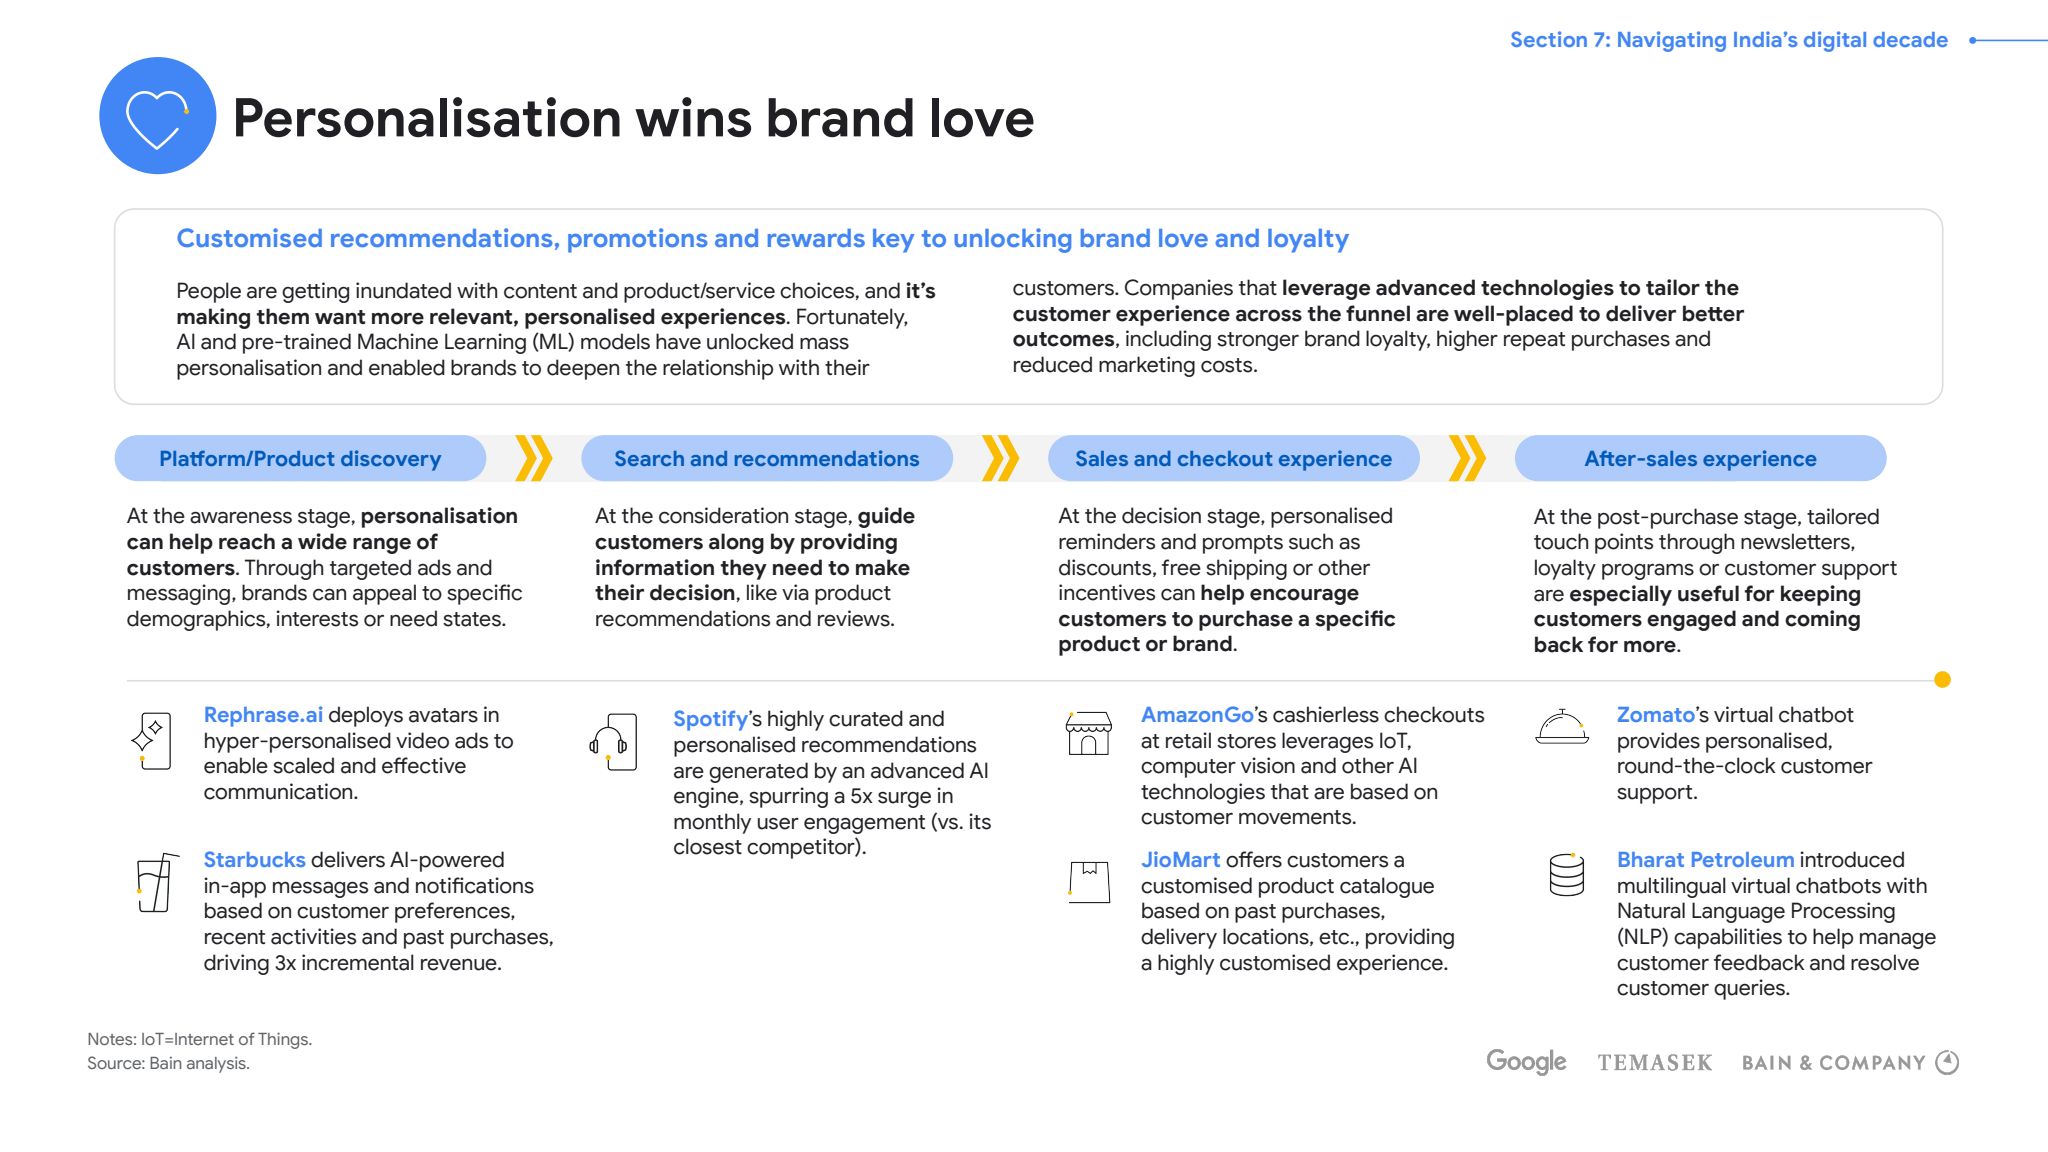 Section 7: Navigating India's digital decade
Personalisation wins brand love
Customised recommendations, promotions and rewards key to unlocking brand love and loyalty
People are getting inundated with content and product/service choices, and it's
making them want more relevant, personalised experiences. Fortunately,
AI and pre-trained Machine Learning (ML) models have unlocked mass
personalisation and enabled brands to deepen the relationship with their
customers. Companies that leverage advanced technologies to tailor the
customer experience across the funnel are well-placed to deliver better
outcomes, including stronger brand loyalty, higher repeat purchases and
reduced marketing costs.
Platform/Product discovery
At the awareness stage, personalisation
can help reach a wide range of
customers. Through targeted ads and
messaging, brands can appeal to specific
demographics, interests or need states.
Rephrase.ai deploys avatars in
hyper-personalised video ads to
enable scaled and effective
communication.
Starbucks delivers AI-powered
in-app messages and notifications
based on customer preferences,
recent activities and past purchases,
driving 3x incremental revenue.
Search and recommendations
At the consideration stage, guide
customers along by providing
information they need to make
their decision, like via product
recommendations and reviews.
Spotify's highly curated and
personalised recommendations
are generated by an advanced AI
engine, spurring a 5x surge in
monthly user engagement (vs. its
closest competitor).
Sales and checkout experience
At the decision stage, personalised
reminders and prompts such as
discounts, free shipping or other
incentives can help encourage
customers to purchase a specific
product or brand.
AmazonGo's cashierless checkouts
at retail stores leverages IoT,
computer vision and other AI
technologies that are based on
customer movements.
JioMart offers customers a
customised product catalogue
based on past purchases,
delivery locations, etc., providing
a highly customised experience.
After-sales experience
At the post-purchase stage, tailored
touch points through newsletters,
loyalty programs or customer support
are especially useful for keeping
customers engaged and coming
back for more.
Zomato's virtual chatbot
provides personalised,
round-the-clock customer
support.
Bharat Petroleum introduced
multilingual virtual chatbots with
Natural Language Processing
(NLP) capabilities to help manage
customer feedback and resolve
customer queries.
Notes: IoT=Internet of Things.
Source: Bain analysis.
Google
TEMASEK
BAIN & COMPANY